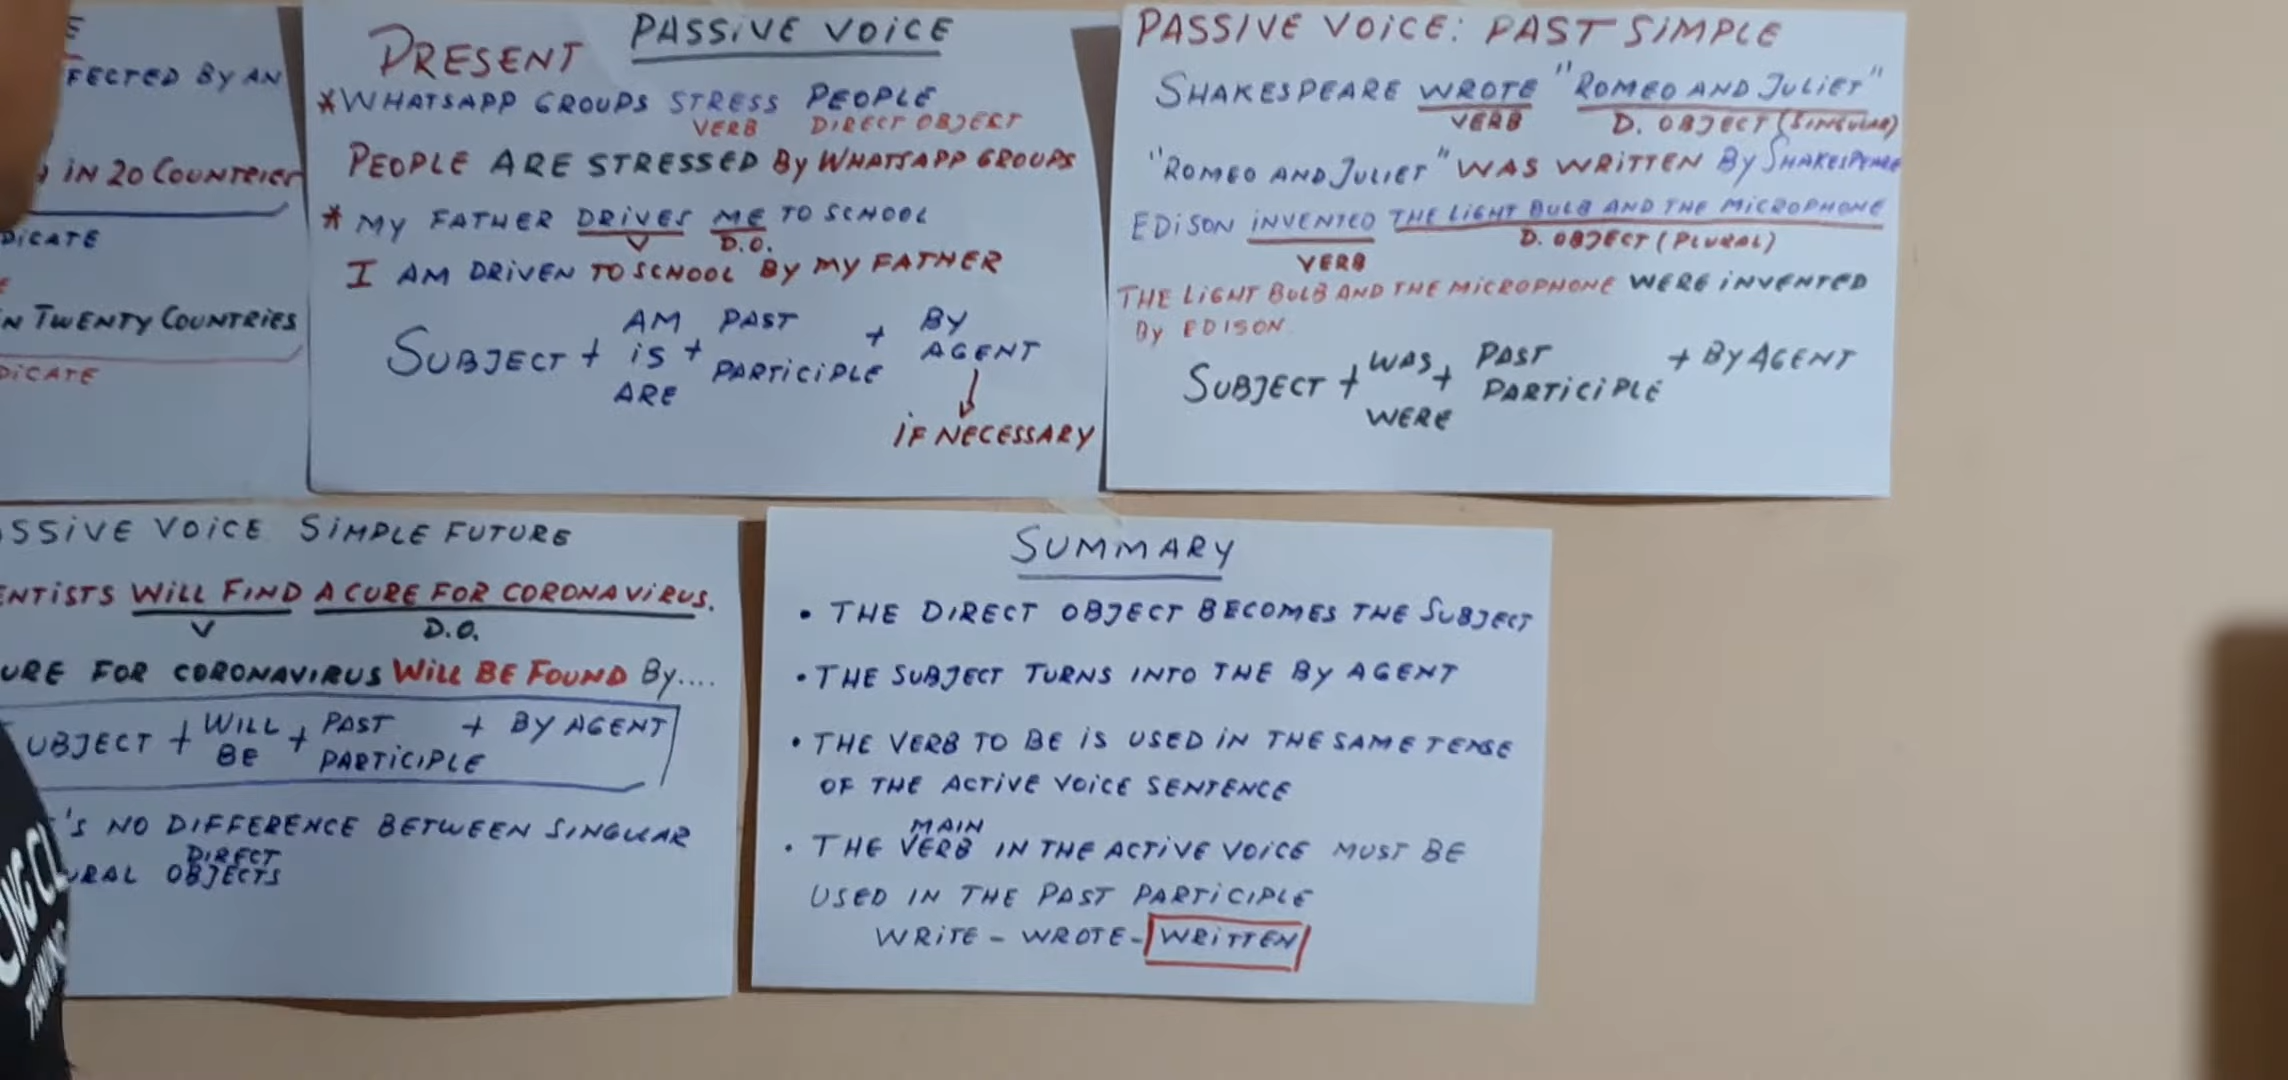 FECTED BY AN
IN 20 COUNTRIES
DICATE
N TWENTY COUNTRIES
DICATE
PRESENT PASSIVE VOICE
*WHATSAPP GROUPS STRESS PEOPLE
VERB DIRECT OBJECT
PEOPLE ARE STRESSED BY WHATSAPP GROUPS
* MY FATHER DRIVES ME TO SCHOOL
V D.O.
I AM DRIVEN TO SCHOOL BY MY FATHER
AM PAST BY
SUBJECT + IS + PARTICIPLE + AGENT
ARE
IF NECESSARY
PASSIVE VOICE: PAST SIMPLE
SHAKESPEARE WROTE "ROMEO AND JULIET"
VERB D. OBJECT (SINGULAR)
"ROMEO AND JULIET" WAS WRITTEN BY SHAKESPEARE
EDISON INVENTED THE LIGHT BULB AND THE MICROPHONE
VERB D. OBJECT (PLURAL)
THE LIGHT BULB AND THE MICROPHONE WERE INVENTED
BY EDISON
SUBJECT + WAS + PAST + BY AGENT
WERE PARTICIPLE
SSIVE VOICE SIMPLE FUTURE
ENTISTS WILL FIND A CURE FOR CORONAVIRUS.
V D.O.
URE FOR CORONAVIRUS WILL BE FOUND BY....
UBJECT + WILL + PAST + BY AGENT
BE PARTICIPLE
'S NO DIFFERENCE BETWEEN SINGULAR
DIRECT
URAL OBJECTS
SUMMARY
• THE DIRECT OBJECT BECOMES THE SUBJECT
• THE SUBJECT TURNS INTO THE BY AGENT
• THE VERB TO BE IS USED IN THE SAME TENSE
OF THE ACTIVE VOICE SENTENCE
MAIN
• THE VERB IN THE ACTIVE VOICE MUST BE
USED IN THE PAST PARTICIPLE
WRITE - WROTE - WRITTEN
ING CL